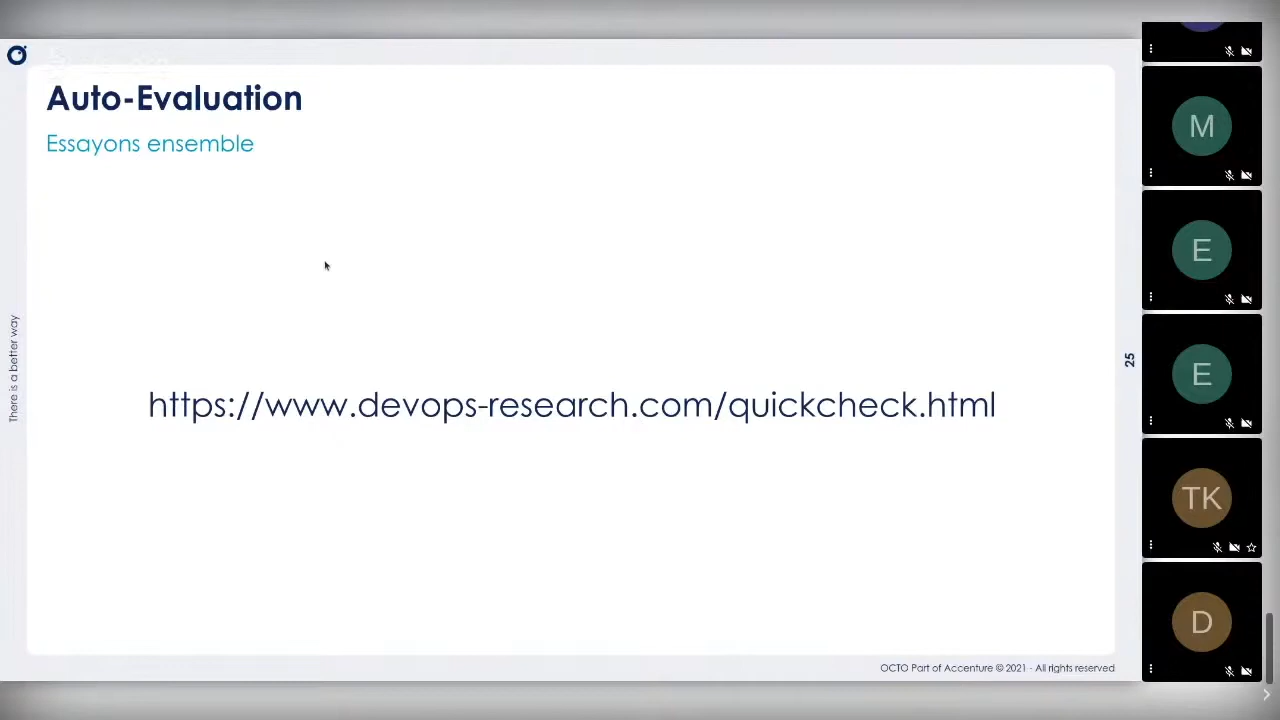 Auto-Evaluation
Essayons ensemble
https://www.devops-research.com/quickcheck.html
There is a better way
25
OCTO Part of Accenture © 2021 - All rights reserved
M
E
E
TK
D